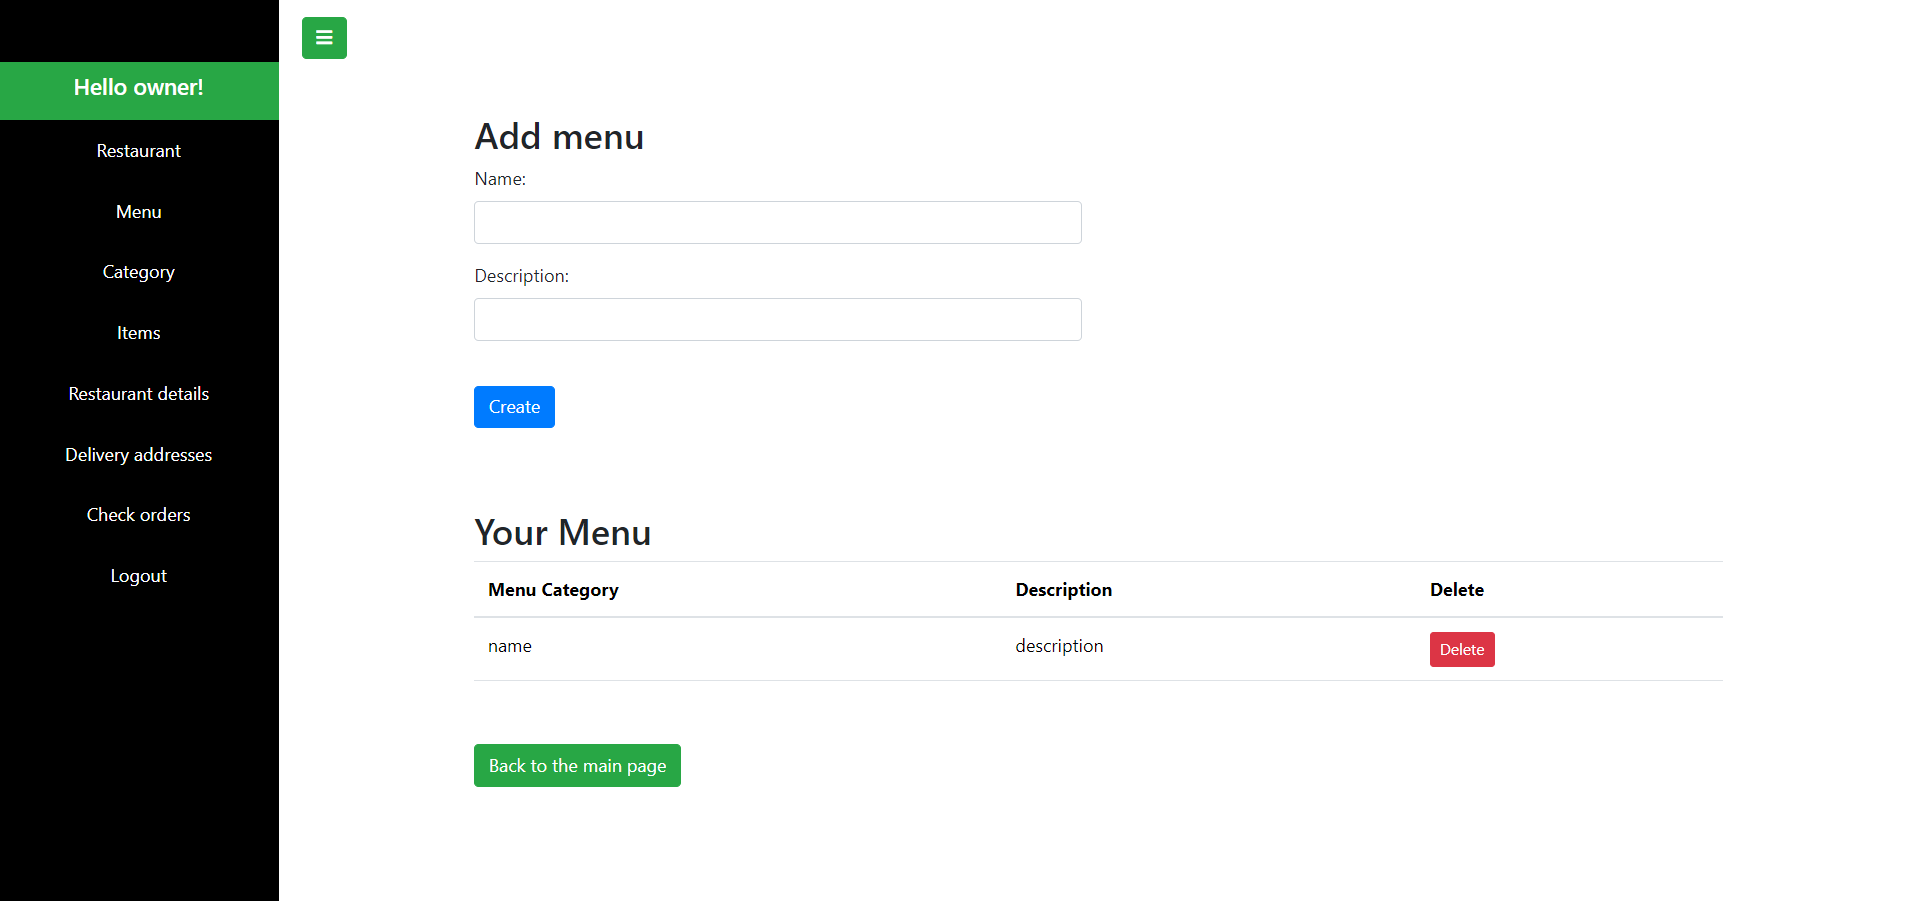 Hello owner!
Restaurant
Menu
Category
Items
Restaurant details
Delivery addresses
Check orders
Logout
Add menu
Name:
Description:
Create
Your Menu
Menu Category Description Delete
name description Delete
Back to the main page